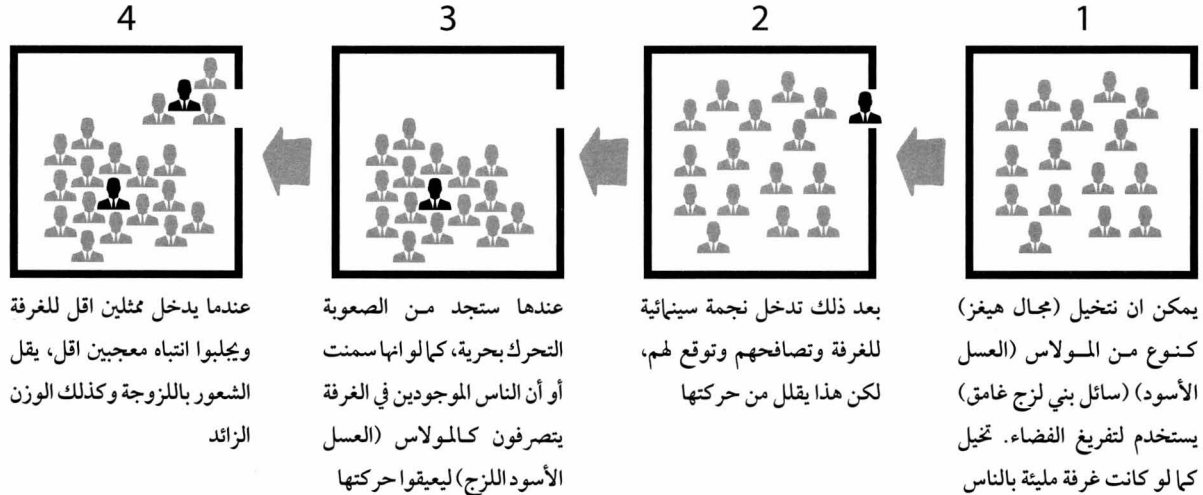 1
يمكن ان نتخيل (مجال هيغز)
كنوع من المولاس (العسل
الأسود) (سائل بني لزج غامق)
يستخدم لتفريغ الفضاء. تخيل
كما لو كانت غرفة مليئة بالناس
2
بعد ذلك تدخل نجمة سينمائية
للغرفة وتصافحهم وتوقع لهم،
لكن هذا يقلل من حركتها
3
عندها ستجد من الصعوبة
التحرك بحرية، كما لو انها سمنت
أو أن الناس الموجودين في الغرفة
يتصرفون كالمولاس (العسل
الأسود اللزج) ليعيقوا حركتها
4
عندما يدخل ممثلين اقل للغرفة
ويجلبوا انتباه معجبين اقل، يقل
الشعور باللزوجة وكذلك الوزن
الزائد